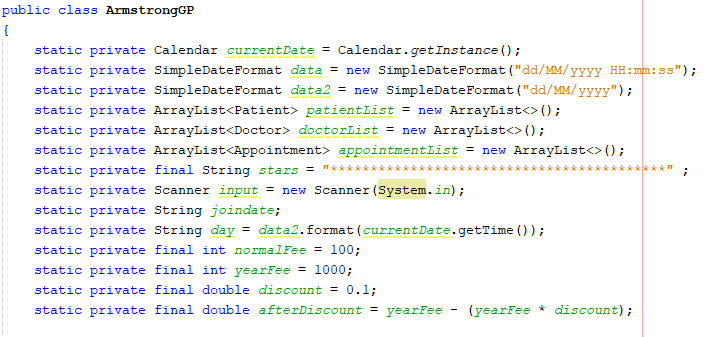 public class ArmstrongGP
{
static private Calendar currentDate = Calendar.getInstance();
static private SimpleDateFormat data = new SimpleDateFormat("dd/MM/yyyy HH:mm:ss");
static private SimpleDateFormat data2 = new SimpleDateFormat("dd/MM/yyyy");
static private ArrayList<Patient> patientList = new ArrayList<>();
static private ArrayList<Doctor> doctorList = new ArrayList<>();
static private ArrayList<Appointment> appointmentList = new ArrayList<>();
static private final String stars = "******************************************" ;
static private Scanner input = new Scanner(System.in);
static private String joindate;
static private String day = data2.format(currentDate.getTime());
static private final int normalFee = 100;
static private final int yearFee = 1000;
static private final double discount = 0.1;
static private final double afterDiscount = yearFee - (yearFee * discount);